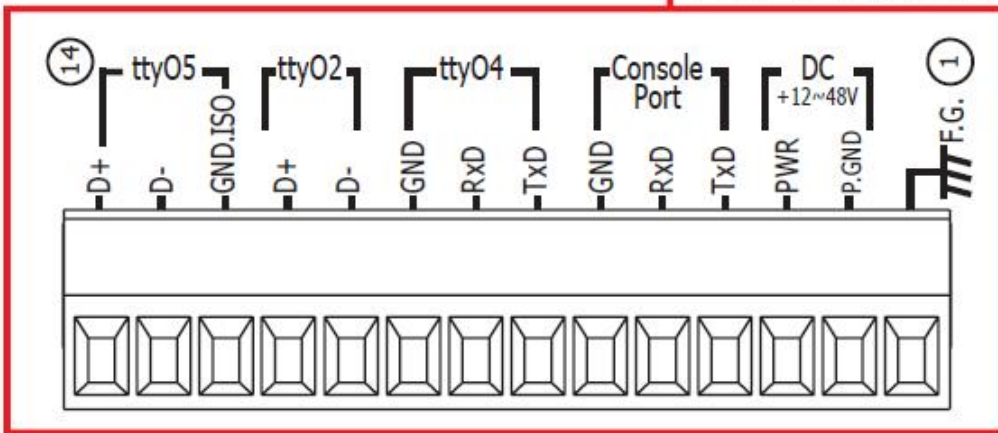 14 ttyO5 ttyO2 ttyO4 Console Port DC +12~48V 1
D+ D- GND.ISO D+ D- GND RxD TxD GND RxD TxD PWR P.GND F.G.